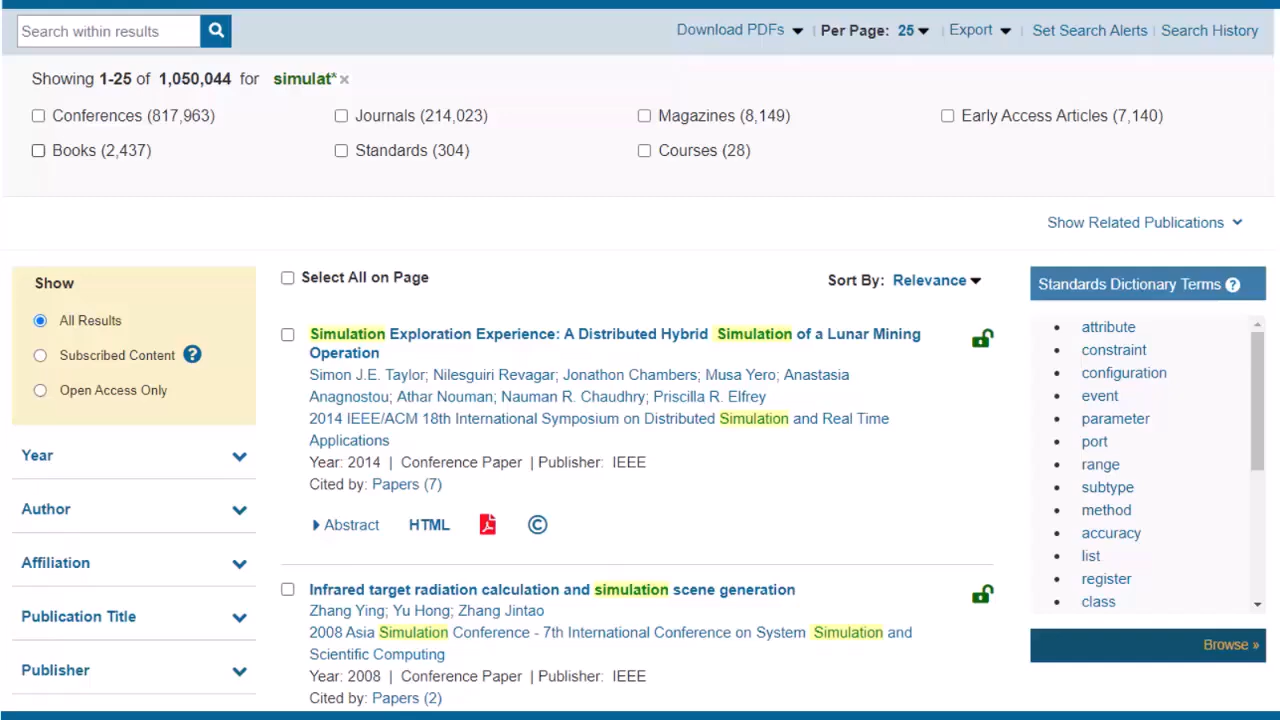 Search within results
Download PDFs | Per Page: 25 | Export | Set Search Alerts | Search History
Showing 1-25 of 1,050,044 for simulat* ×
Conferences (817,963) Journals (214,023) Magazines (8,149) Early Access Articles (7,140)
Books (2,437) Standards (304) Courses (28)
Show Related Publications
Show
All Results
Subscribed Content ?
Open Access Only
Year
Author
Affiliation
Publication Title
Publisher
Select All on Page
Sort By: Relevance
Simulation Exploration Experience: A Distributed Hybrid Simulation of a Lunar Mining
Operation
Simon J.E. Taylor; Nilesguiri Revagar; Jonathon Chambers; Musa Yero; Anastasia
Anagnostou; Athar Nouman; Nauman R. Chaudhry; Priscilla R. Elfrey
2014 IEEE/ACM 18th International Symposium on Distributed Simulation and Real Time
Applications
Year: 2014 | Conference Paper | Publisher: IEEE
Cited by: Papers (7)
Abstract HTML ©
Infrared target radiation calculation and simulation scene generation
Zhang Ying; Yu Hong; Zhang Jintao
2008 Asia Simulation Conference - 7th International Conference on System Simulation and
Scientific Computing
Year: 2008 | Conference Paper | Publisher: IEEE
Cited by: Papers (2)
Standards Dictionary Terms ?
• attribute
• constraint
• configuration
• event
• parameter
• port
• range
• subtype
• method
• accuracy
• list
• register
• class
Browse »